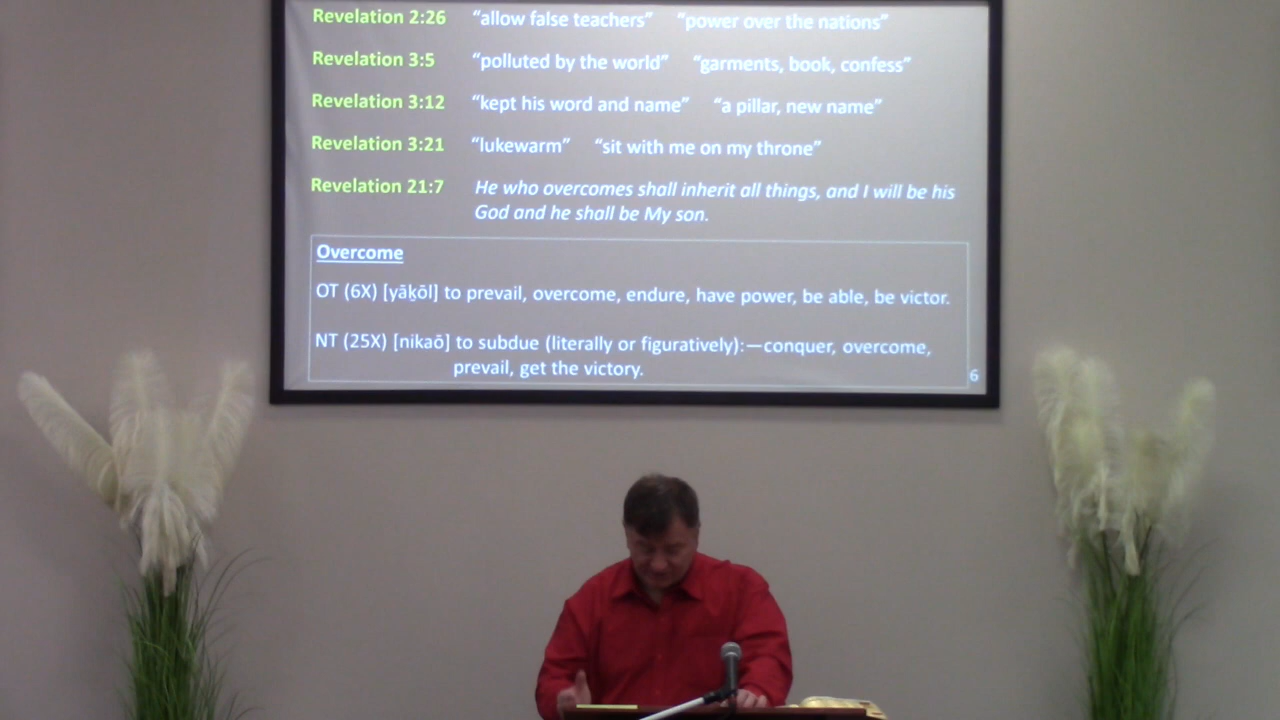 Revelation 2:26 “allow false teachers” “power over the nations”
Revelation 3:5 “polluted by the world” “garments, book, confess”
Revelation 3:12 “kept his word and name” “a pillar, new name”
Revelation 3:21 “lukewarm” “sit with me on my throne”
Revelation 21:7 He who overcomes shall inherit all things, and I will be his
God and he shall be My son.
Overcome
OT (6X) [yāḵōl] to prevail, overcome, endure, have power, be able, be victor.
NT (25X) [nikaō] to subdue (literally or figuratively):—conquer, overcome,
prevail, get the victory.
6